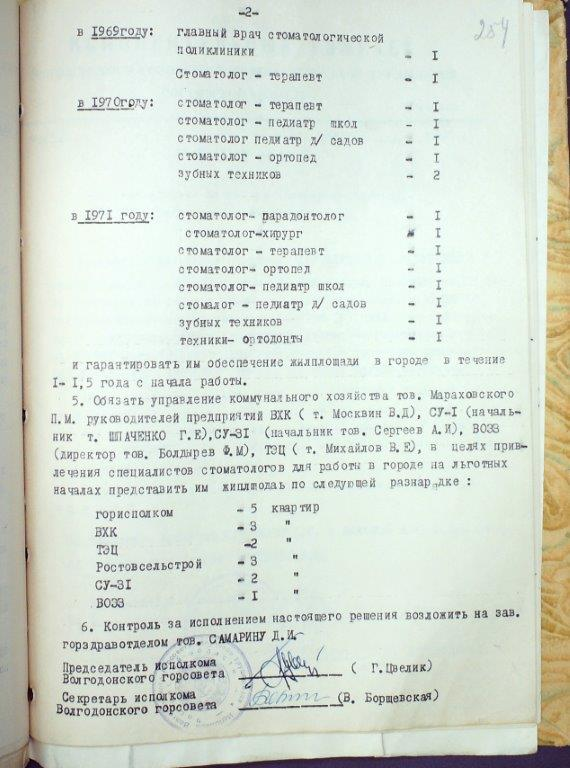 -2-
254
в 1969году: главный врач стоматологической
поликлиники - I
Стоматолог - терапевт - I
в 1970году: стоматолог - терапевт - I
стоматолог - педиатр школ - I
стоматолог педиатр д/ садов - I
стоматолог - ортопед - I
зубных техников - 2
в 1971 году: стоматолог- парадонтолог - I
стоматолог-хирург - I
стоматолог - терапевт - I
стоматолог- ортопед - I
стоматолог- педиатр школ - I
стомалог - педиатр д/ садов - I
зубных техников - I
техники- ортодонты - I
и гарантировать им обеспечение жилплощади в городе в течение
I- I,5 года с начала работы.
5. Обязать управление коммунального хозяйства тов. Мараховского
П.М. руководителей предприятий ВХК ( т. Москвин В.Д), СУ-I (началь-
ник т. ШПАЧЕНКО Г.Е),СУ-31 (начальник тов. Сергеев А.И), ВОЭЗ
(директор тов. Болдырев Ф.М), ТЭЦ ( т. Михайлов В.Е), в целях прив-
лечения специалистов стоматологов для работы в городе на льготных
началах представить им жиплщодаь по следующей разнарядке :
горисполком - 5 квартир
ВХК - 3 "
ТЭЦ -2 "
Ростовсельстрой - 3 "
СУ-31 - 2 "
ВОЭЗ - I "
6. Контроль за исполнением настоящего решения возложить на зав.
горздравотделом тов. САМАРИНУ Д.И.
Председатель исполкома
Волгодонского горсовета ( Г.Цвелик)
Секретарь исполкома
Волгодонского горсовета (В. Борщевская)